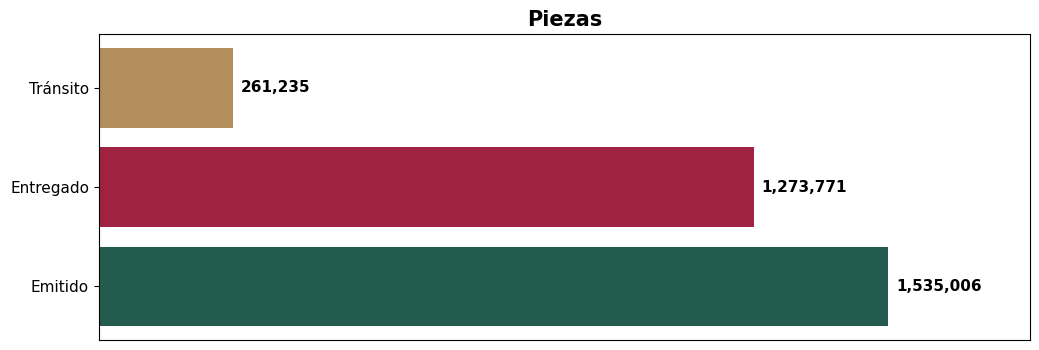 Piezas
Tránsito
261,235
Entregado
1,273,771
Emitido
1,535,006